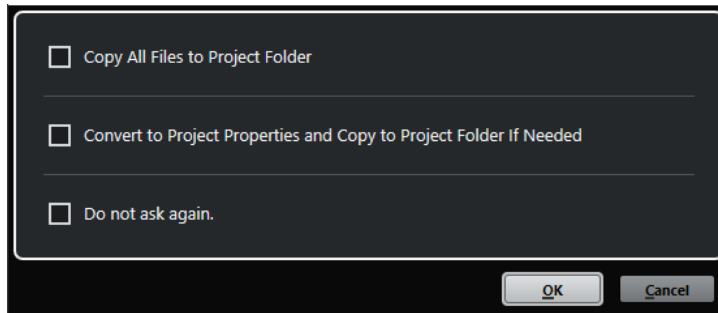 Copy All Files to Project Folder
Convert to Project Properties and Copy to Project Folder If Needed
Do not ask again.
OK
Cancel